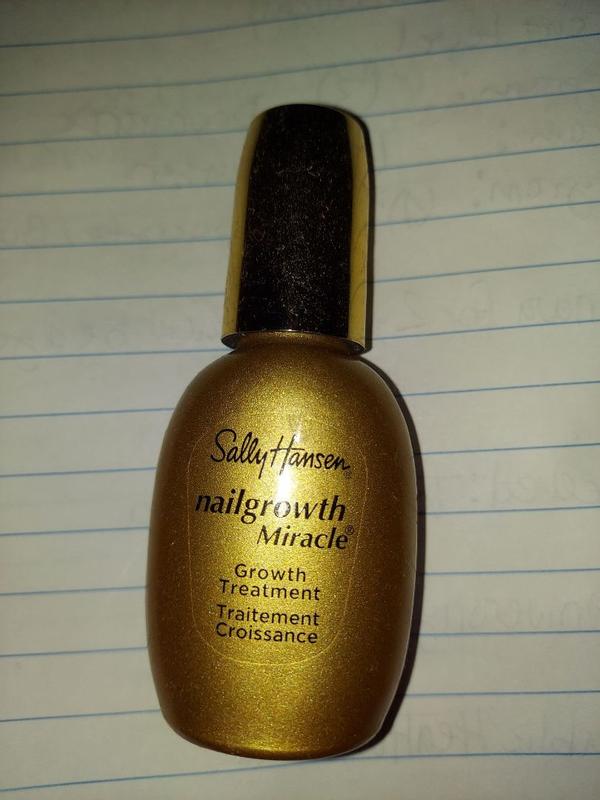 Sally Hansen
nailgrowth
Miracle®
Growth
Treatment
Traitement
Croissance